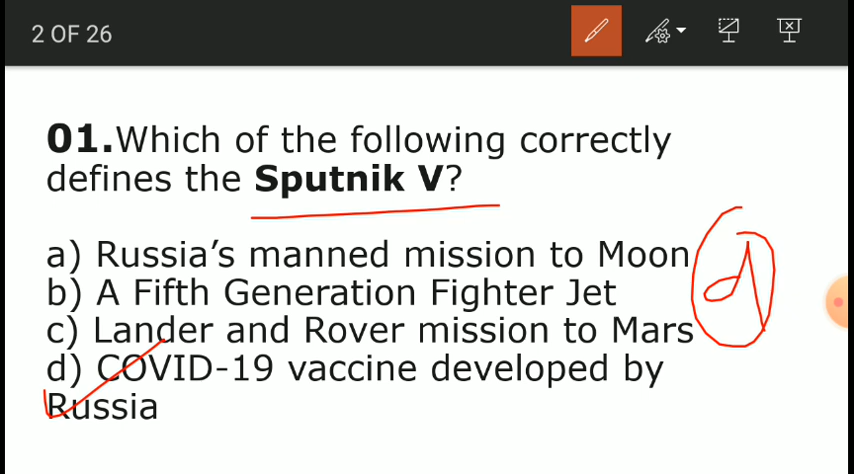 2 OF 26
01.Which of the following correctly
defines the Sputnik V?
a) Russia's manned mission to Moon
b) A Fifth Generation Fighter Jet
c) Lander and Rover mission to Mars
d) COVID-19 vaccine developed by
Russia
d